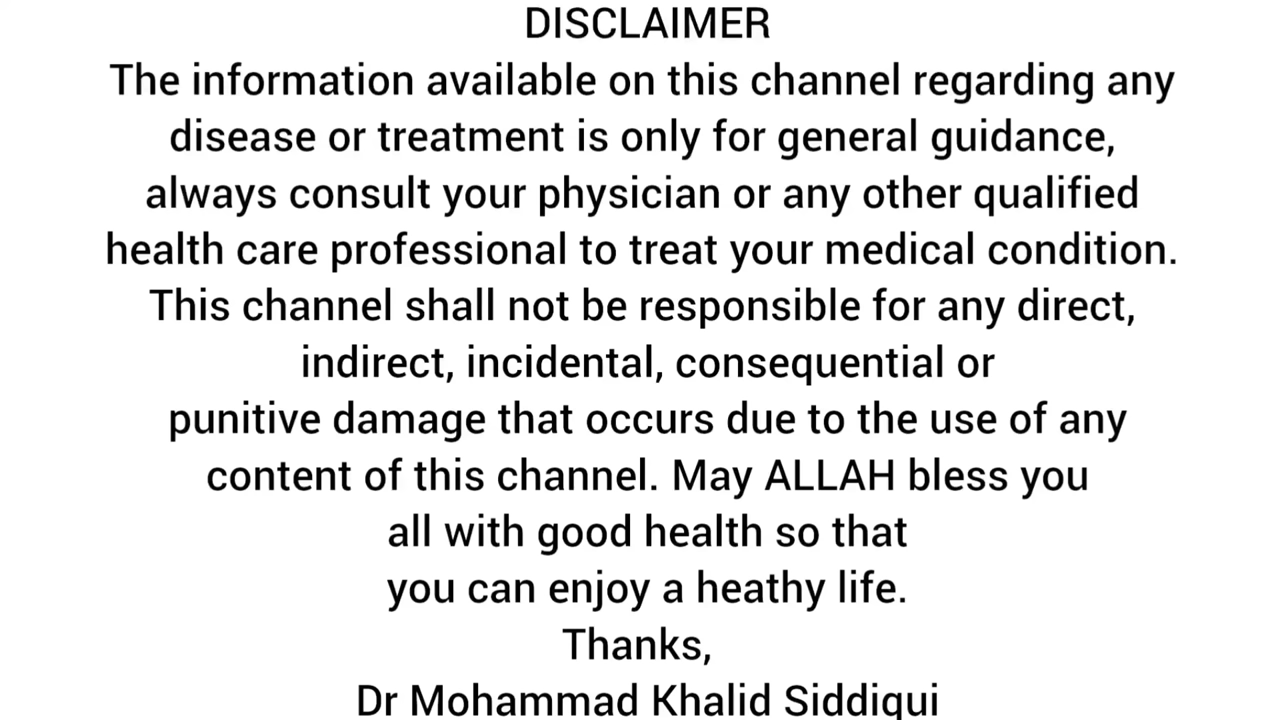 DISCLAIMER
The information available on this channel regarding any
disease or treatment is only for general guidance,
always consult your physician or any other qualified
health care professional to treat your medical condition.
This channel shall not be responsible for any direct,
indirect, incidental, consequential or
punitive damage that occurs due to the use of any
content of this channel. May ALLAH bless you
all with good health so that
you can enjoy a heathy life.
Thanks,
Dr Mohammad Khalid Siddiqui